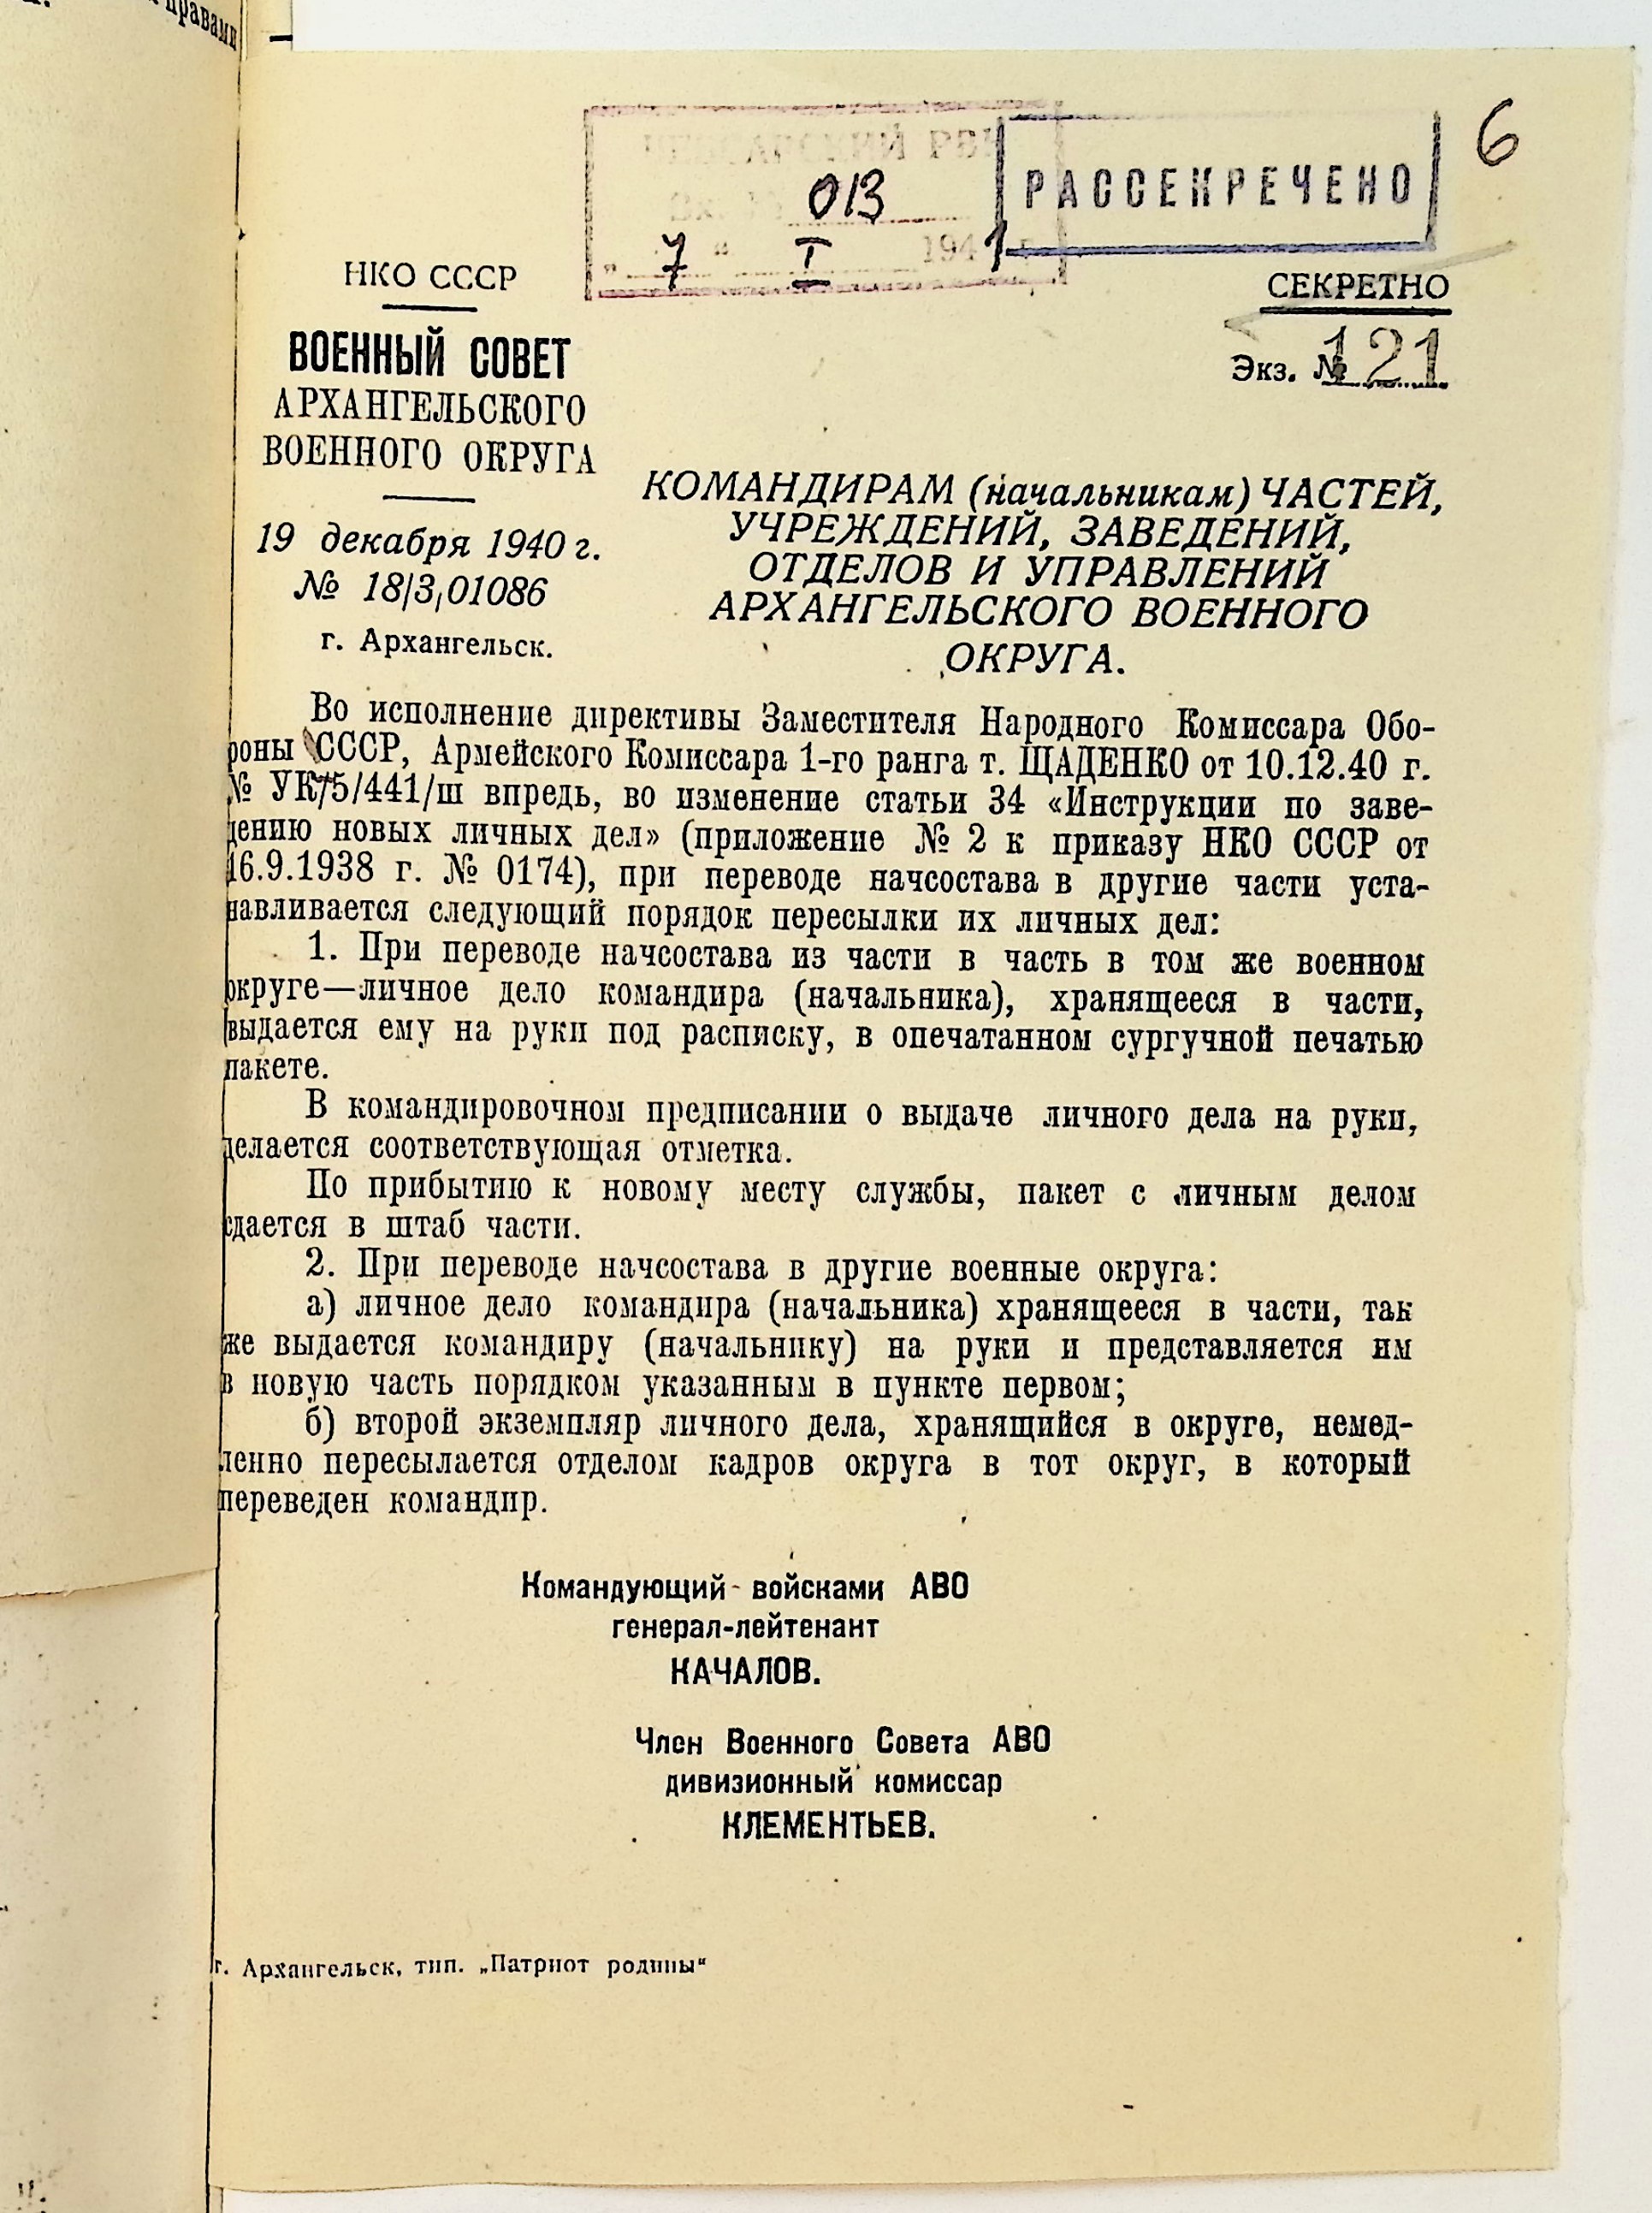 правами
6
РВК
013
РАССЕКРЕЧЕНО
„ 7 " I 1941 г.
НКО СССР
СЕКРЕТНО
Экз. № 121
ВОЕННЫЙ СОВЕТ
АРХАНГЕЛЬСКОГО
ВОЕННОГО ОКРУГА
19 декабря 1940 г.
№ 18/3/01086
г. Архангельск.
КОМАНДИРАМ (начальникам) ЧАСТЕЙ,
УЧРЕЖДЕНИЙ, ЗАВЕДЕНИЙ,
ОТДЕЛОВ И УПРАВЛЕНИЙ
АРХАНГЕЛЬСКОГО ВОЕННОГО
ОКРУГА.
Во исполнение директивы Заместителя Народного Комиссара Обо-
роны СССР, Армейского Комиссара 1-го ранга т. ЩАДЕНКО от 10.12.40 г.
№ УК/5/441/ш впредь, во изменение статьи 34 «Инструкции по заве-
дению новых личных дел» (приложение № 2 к приказу НКО СССР от
16.9.1938 г. № 0174), при переводе начсостава в другие части уста-
навливается следующий порядок пересылки их личных дел:
1. При переводе начсостава из части в часть в том же военном
округе—личное дело командира (начальника), хранящееся в части,
выдается ему на руки под расписку, в опечатанном сургучной печатью
пакете.
В командировочном предписании о выдаче личного дела на руки,
делается соответствующая отметка.
По прибытию к новому месту службы, пакет с личным делом
сдается в штаб части.
2. При переводе начсостава в другие военные округа:
а) личное дело командира (начальника) хранящееся в части, так
же выдается командиру (начальнику) на руки и представляется им
в новую часть порядком указанным в пункте первом;
б) второй экземпляр личного дела, хранящийся в округе, немед-
ленно пересылается отделом кадров округа в тот округ, в который
переведен командир.
Командующий войсками АВО
генерал-лейтенант
КАЧАЛОВ.
Член Военного Совета АВО
дивизионный комиссар
КЛЕМЕНТЬЕВ.
г. Архангельск, тип. „Патриот родины"